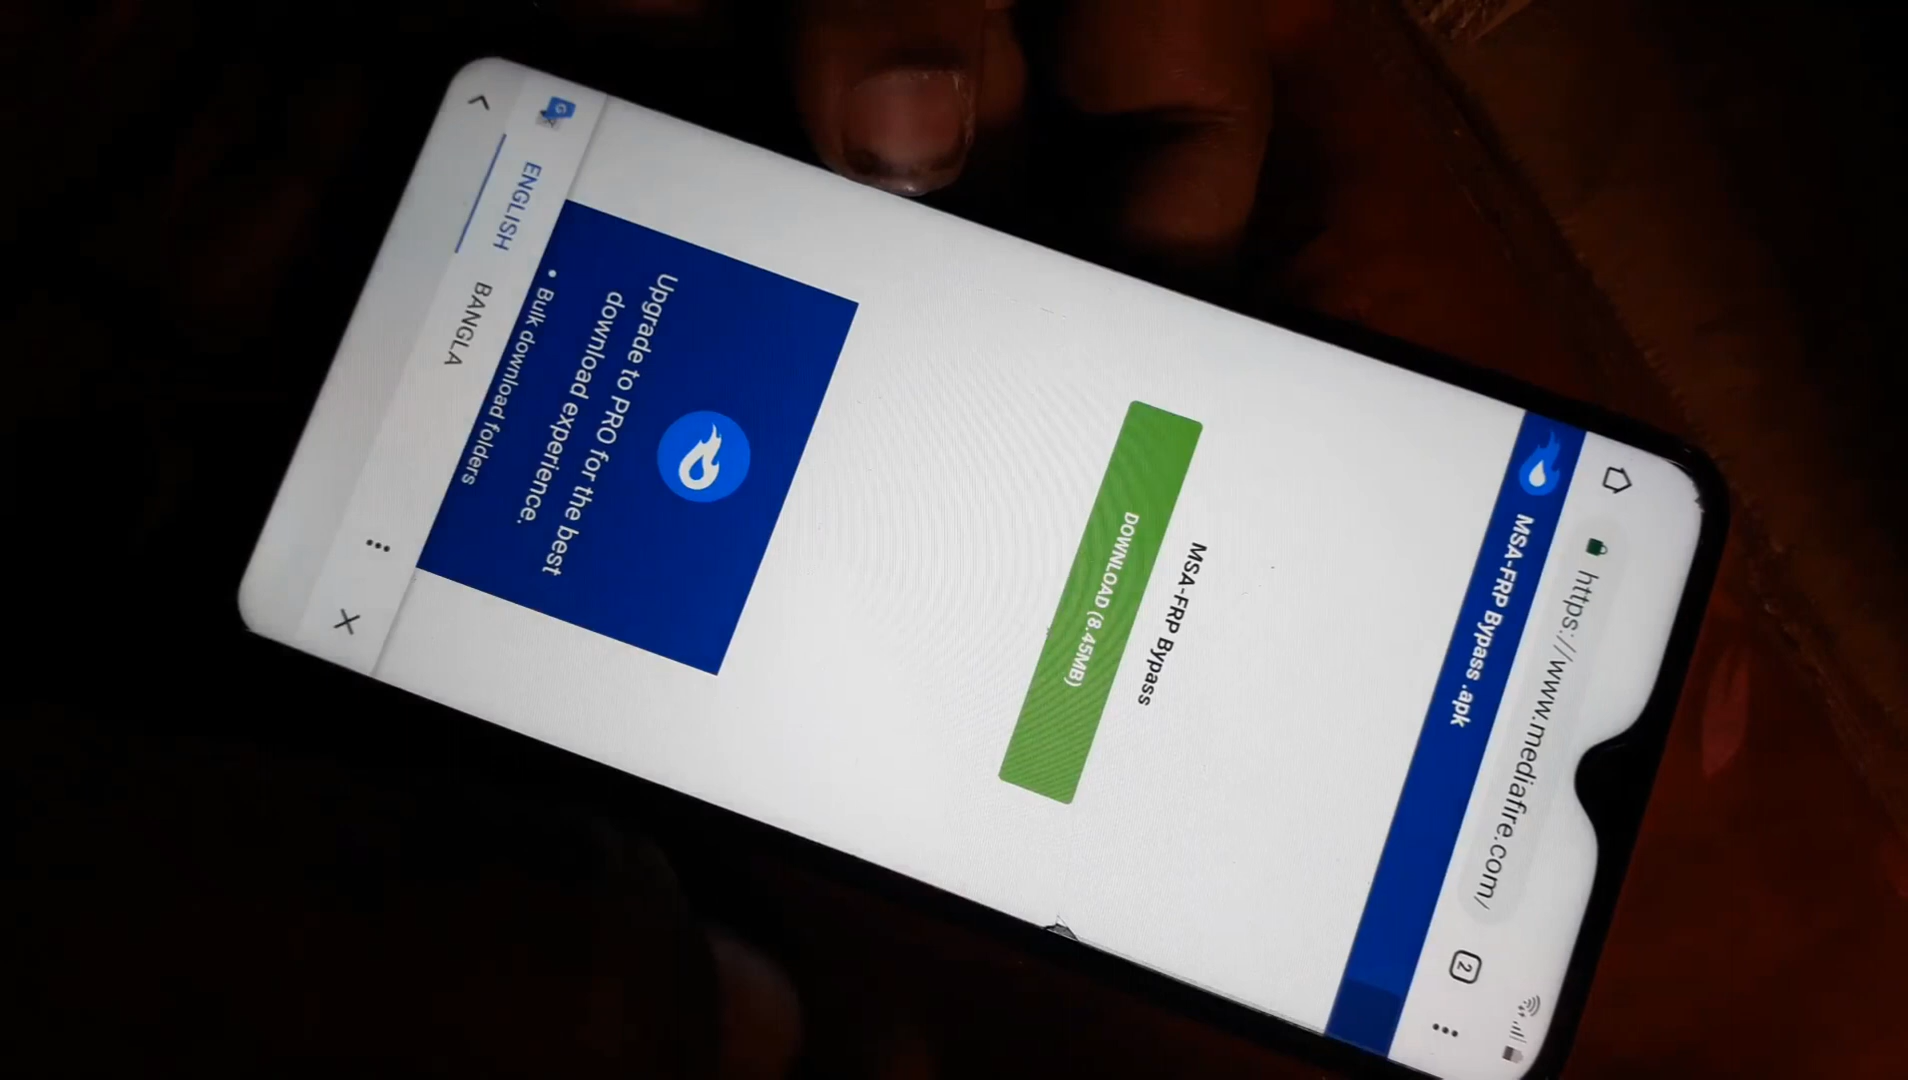 https://www.mediafire.com/
2
MSA-FRP Bypass.apk
MSA-FRP Bypass
DOWNLOAD (8.45MB)
Upgrade to PRO for the best
download experience.
• Bulk download folders
ENGLISH BANGLA